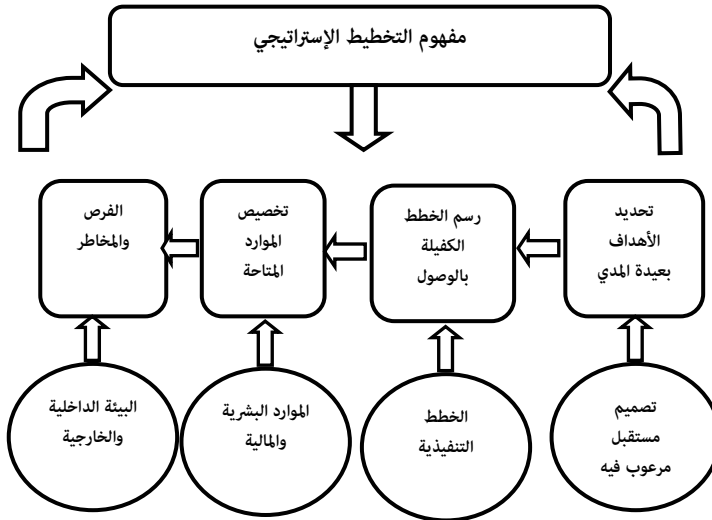 مفهوم التخطيط الإستراتيجي
تحديد
الأهداف
بعيدة المدي
رسم الخطط
الكفيلة
بالوصول
تخصيص
الموارد
المتاحة
الفرص
والمخاطر
تصميم
مستقبل
مرعوب فيه
الخطط
التنفيذية
الموارد البشرية
والمالية
البيئة الداخلية
والخارجية